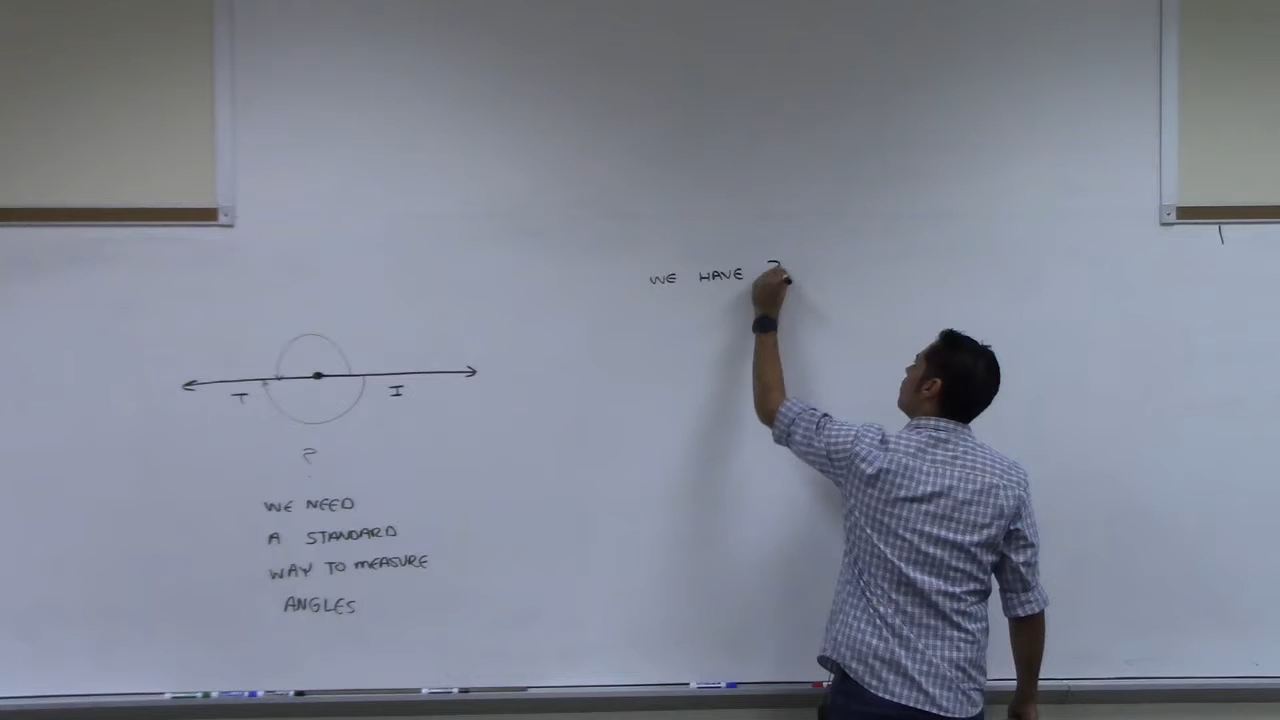 T I
?
WE NEED
A STANDARD
WAY TO MEASURE
ANGLES
WE HAVE